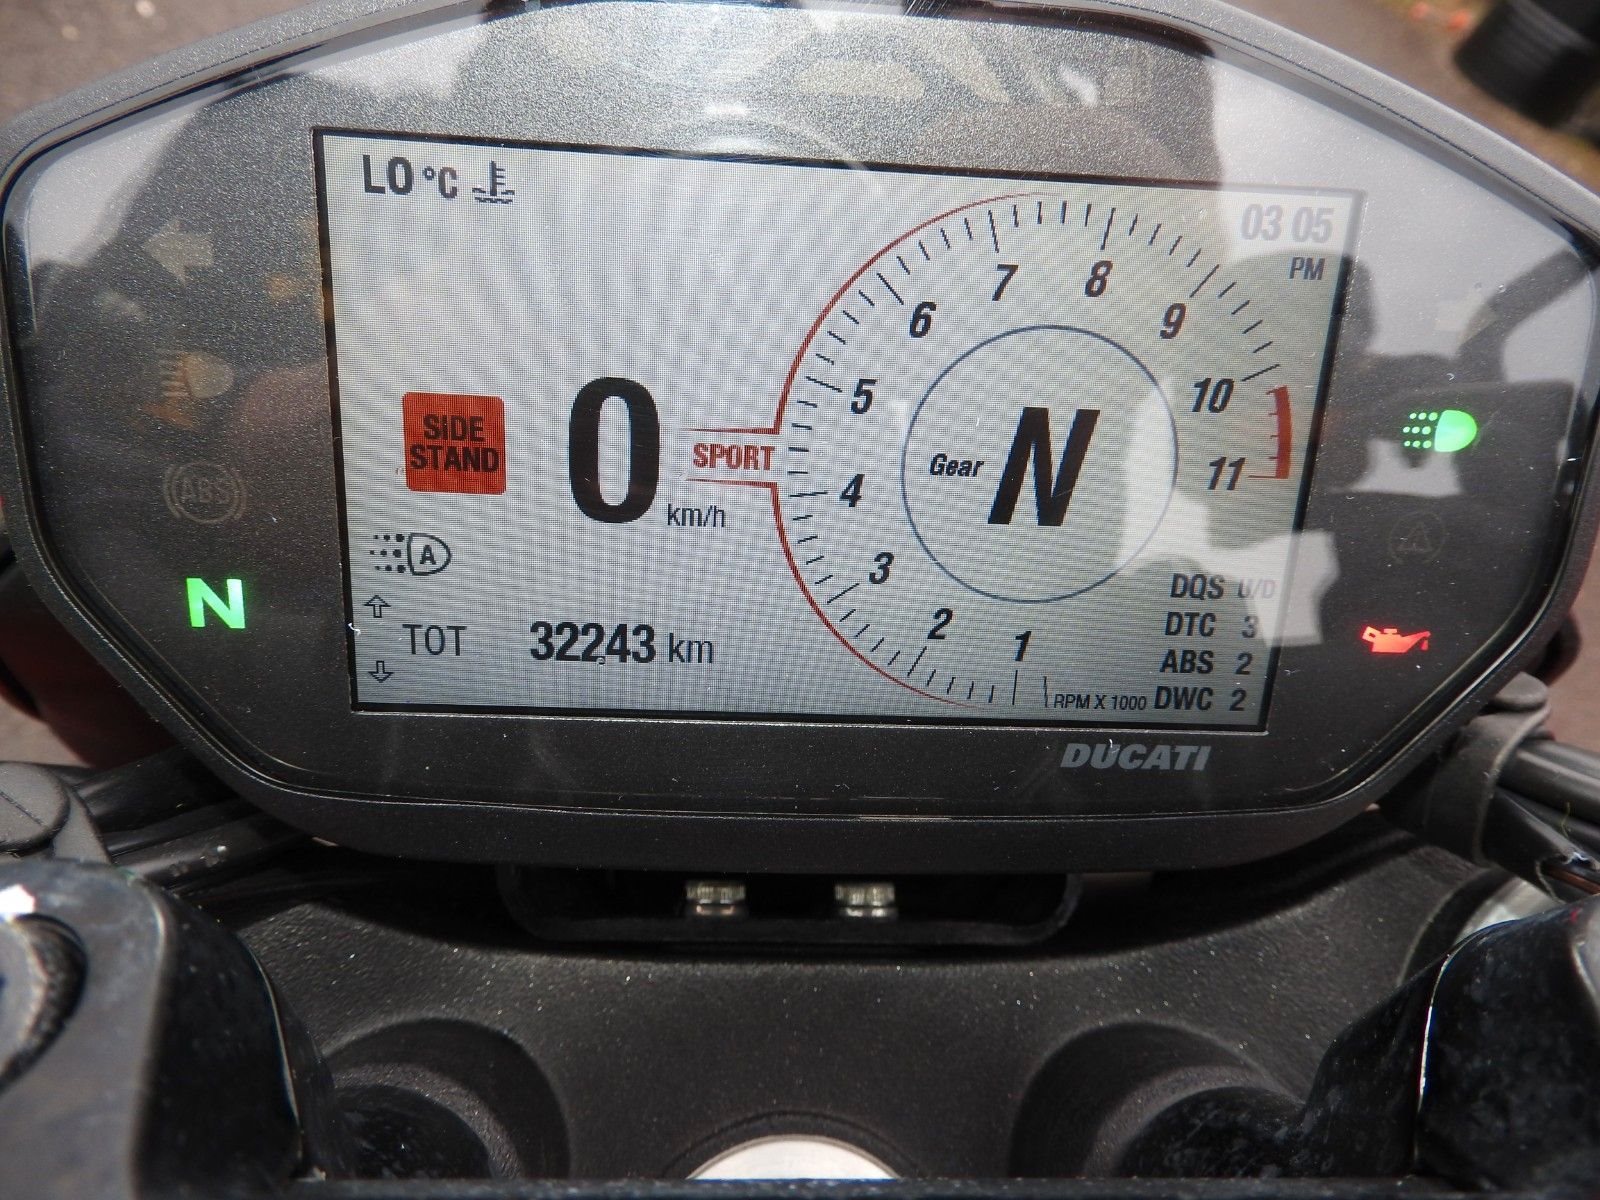 LO °C
03 05
PM
7
8
6
9
5
10
SIDE
STAND
0
km/h
SPORT
Gear N
11
4
A
3
ABS
N
2
1
TOT 32243 km
DQS U/D
DTC 3
ABS 2
DWC 2
RPM X 1000
DUCATI